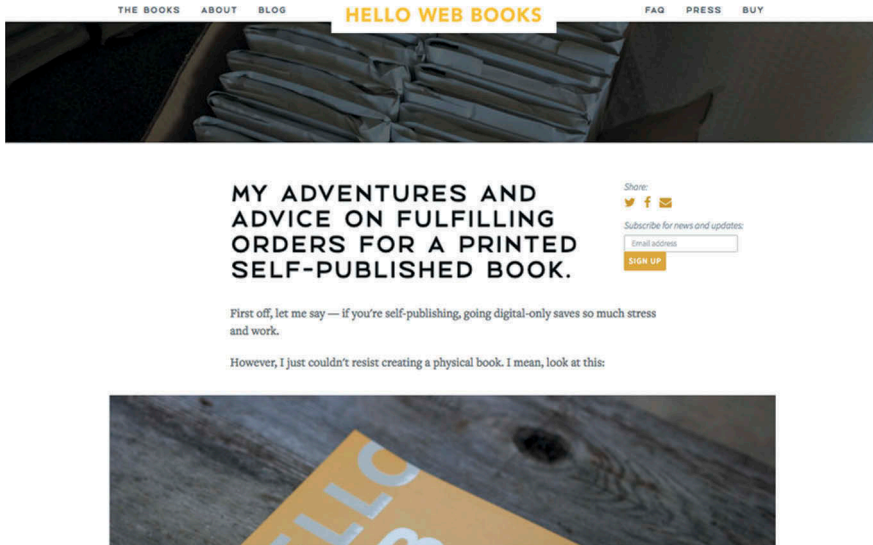 THE BOOKS ABOUT BLOG HELLO WEB BOOKS FAQ PRESS BUY
MY ADVENTURES AND
ADVICE ON FULFILLING
ORDERS FOR A PRINTED
SELF-PUBLISHED BOOK.
Share:
Subscribe for news and updates:
Email address
SIGN UP
First off, let me say — if you're self-publishing, going digital-only saves so much stress
and work.
However, I just couldn't resist creating a physical book. I mean, look at this:
HELLO